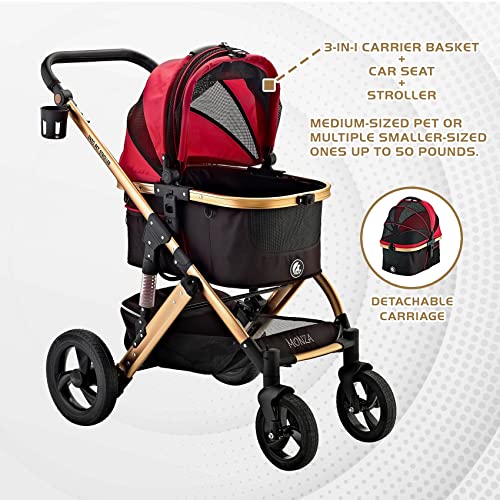 3-IN-1 CARRIER BASKET
+
CAR SEAT
+
STROLLER
MEDIUM-SIZED PET OR
MULTIPLE SMALLER-SIZED
ONES UP TO 50 POUNDS.
DETACHABLE
CARRIAGE
MONZA